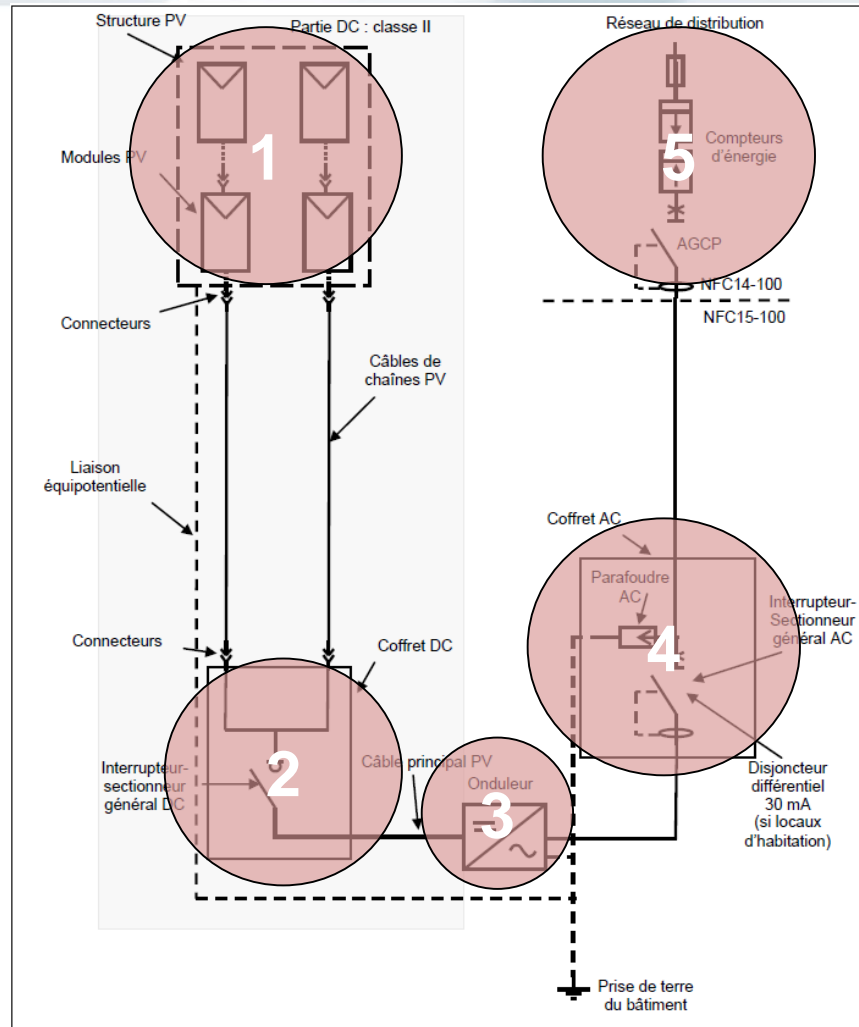 Structure PV
Partie DC : classe II
Réseau de distribution
1
Modules PV
5
Compteurs
d'énergie
AGCP
NFC14-100
NFC15-100
Connecteurs
Câbles de
chaînes PV
Liaison
équipotentielle
Coffret AC
Parafoudre
AC
4
Interrupteur-
Sectionneur
général AC
Connecteurs
Coffret DC
2
Interrupteur-
sectionneur
général DC
Câble principal PV
Onduleur
3
Disjoncteur
différentiel
30 mA
(si locaux
d'habitation)
Prise de terre
du bâtiment